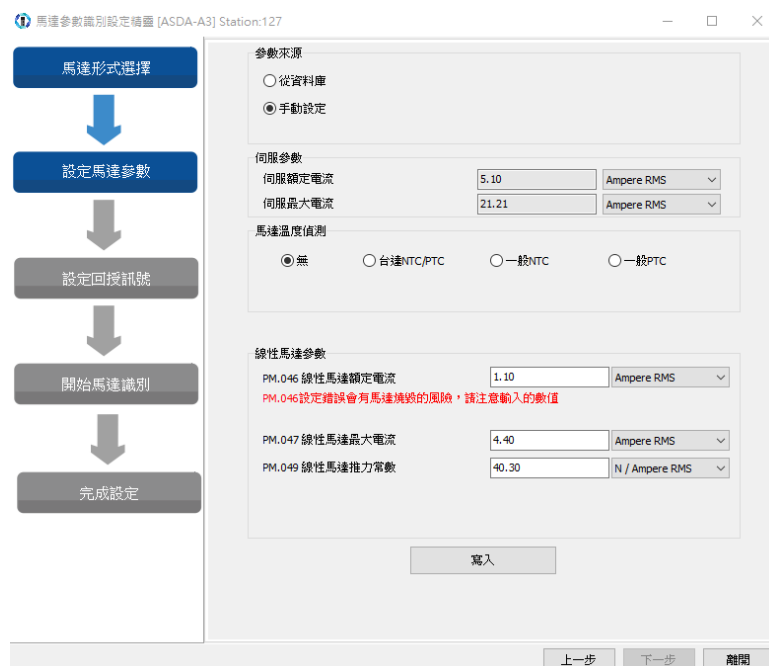 馬達參數識別設定精靈 [ASDA-A3] Station:127
馬達形式選擇
設定馬達參數
設定回授訊號
開始馬達識別
完成設定
參數來源
從資料庫
手動設定
伺服參數
伺服額定電流 5.10 Ampere RMS
伺服最大電流 21.21 Ampere RMS
馬達溫度偵測
無 台達NTC/PTC 一般NTC 一般PTC
線性馬達參數
PM.046 線性馬達額定電流 1.10 Ampere RMS
PM.046設定錯誤會有馬達燒毀的風險，請注意輸入的數值
PM.047 線性馬達最大電流 4.40 Ampere RMS
PM.049 線性馬達推力常數 40.30 N / Ampere RMS
寫入
上一步 下一步 離開